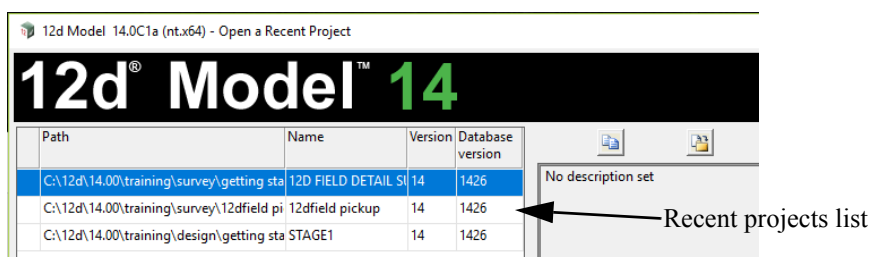 12d Model 14.0C1a (nt.x64) - Open a Recent Project
12d® Model™ 14
Path Name Version Database
version
C:\12d\14.00\training\survey\getting sta 12D FIELD DETAIL SU 14 1426
No description set
C:\12d\14.00\training\survey\12dfield pi 12dfield pickup 14 1426
Recent projects list
C:\12d\14.00\training\design\getting sta STAGE1 14 1426